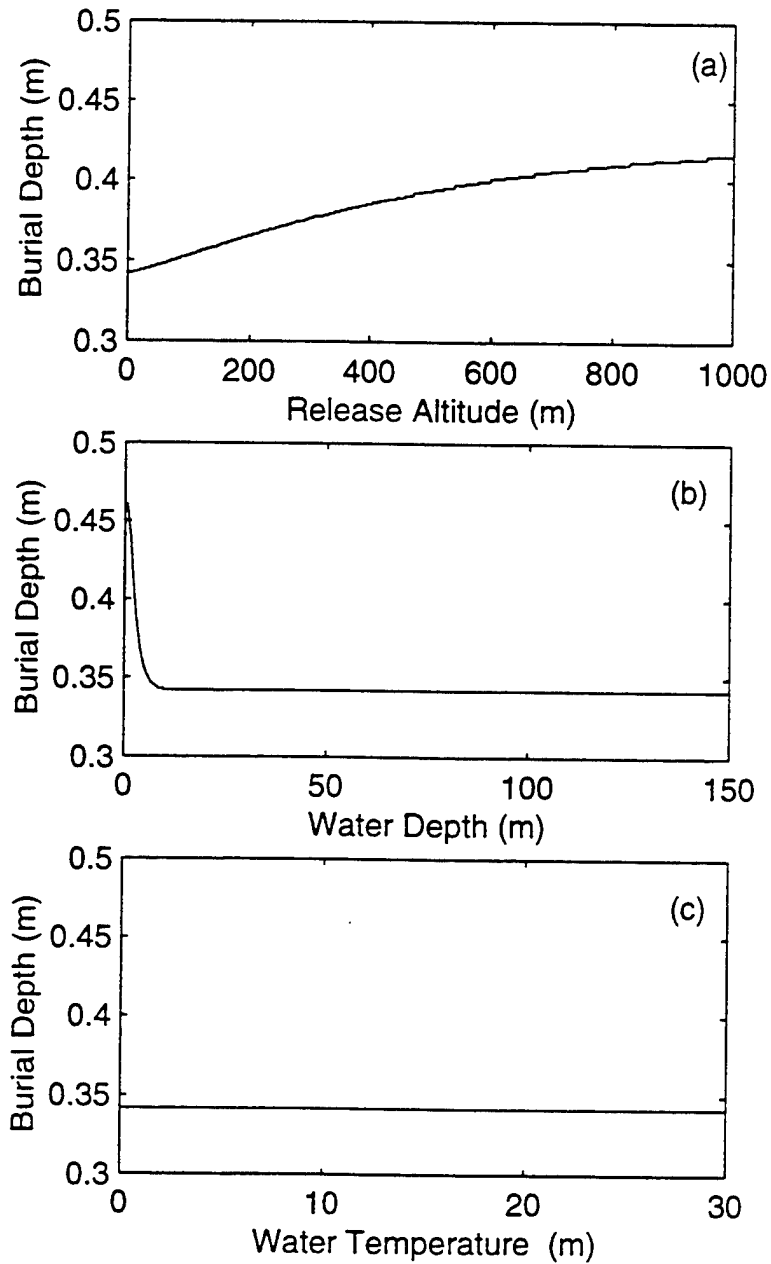 (a)
Burial Depth (m)
0.5
0.45
0.4
0.35
0.3
0 200 400 600 800 1000
Release Altitude (m)
(b)
Burial Depth (m)
0.5
0.45
0.4
0.35
0.3
0 50 100 150
Water Depth (m)
(c)
Burial Depth (m)
0.5
0.45
0.4
0.35
0.3
0 10 20 30
Water Temperature (m)